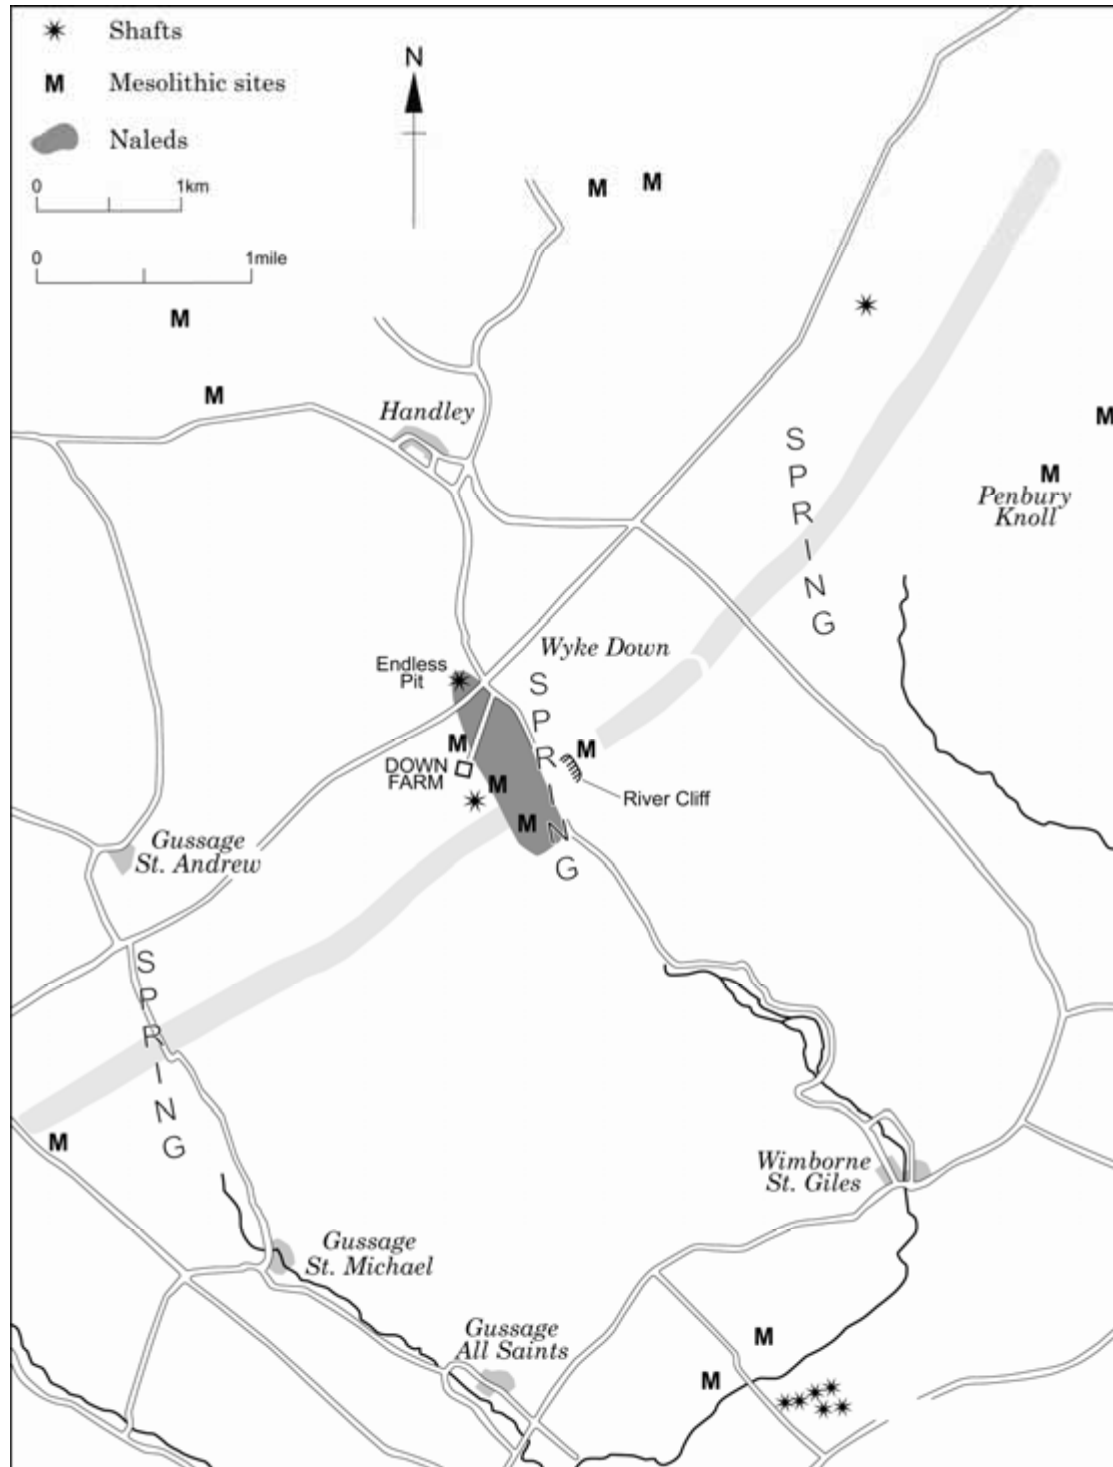 Shafts
M Mesolithic sites
Naleds
0 1km
0 1mile
N
M M
M
M
Handley
SPRING
M
M
Penbury
Knoll
Wyke Down
Endless
Pit
SPRING
M
M
DOWN
FARM
M
River Cliff
M
Gussage
St. Andrew
SPRING
M
Wimborne
St. Giles
Gussage
St. Michael
Gussage
All Saints
M
M